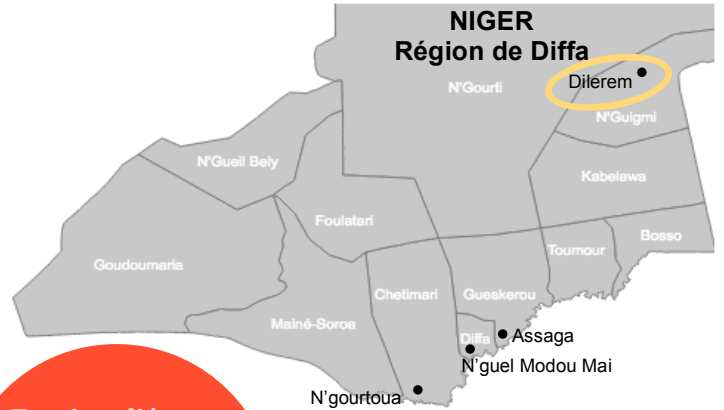 NIGER
Région de Diffa
N'Gourti
Dilerem
N'Guigmi
N'Gueil Bely
Kabelawa
Foulatari
Bosso
Toumour
Goudoumaria
Chetimari
Gueskerou
Mainé-Soroa
Diffa
Assaga
N'guel Modou Mai
N'gourtoua